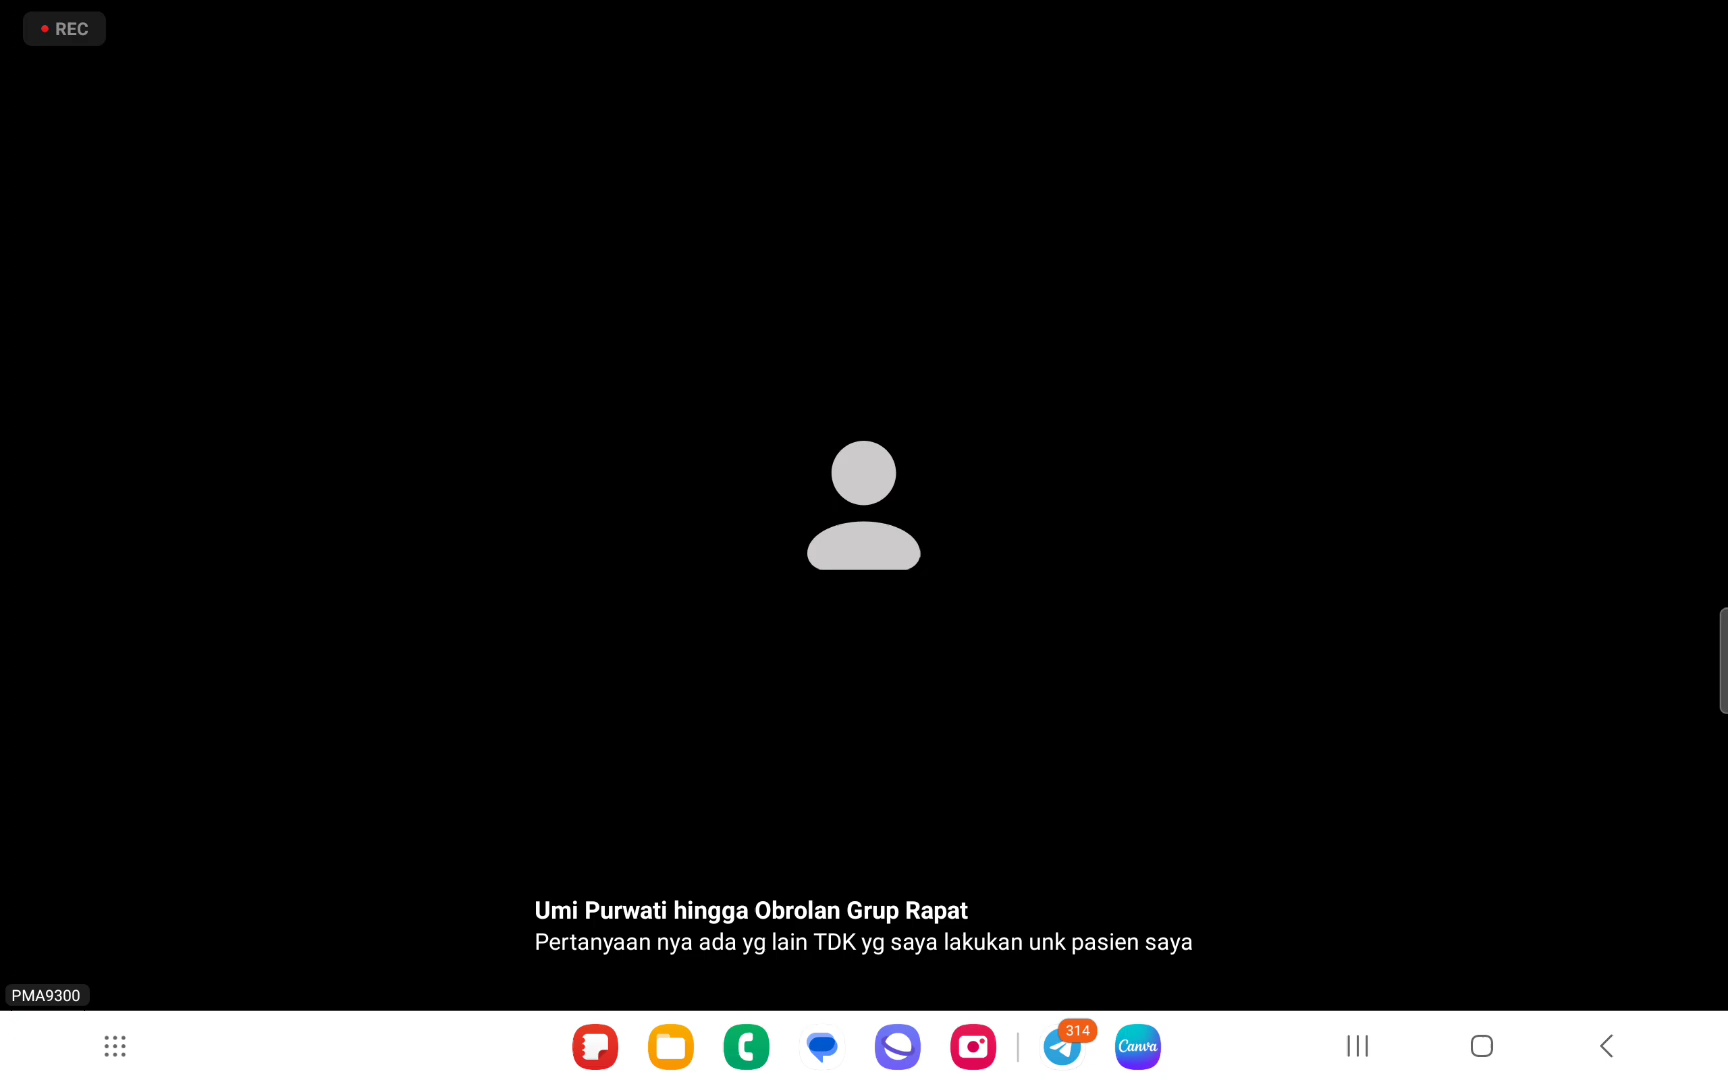 REC
Umi Purwati hingga Obrolan Grup Rapat
Pertanyaan nya ada yg lain TDK yg saya lakukan unk pasien saya
PMA9300
314
Canva